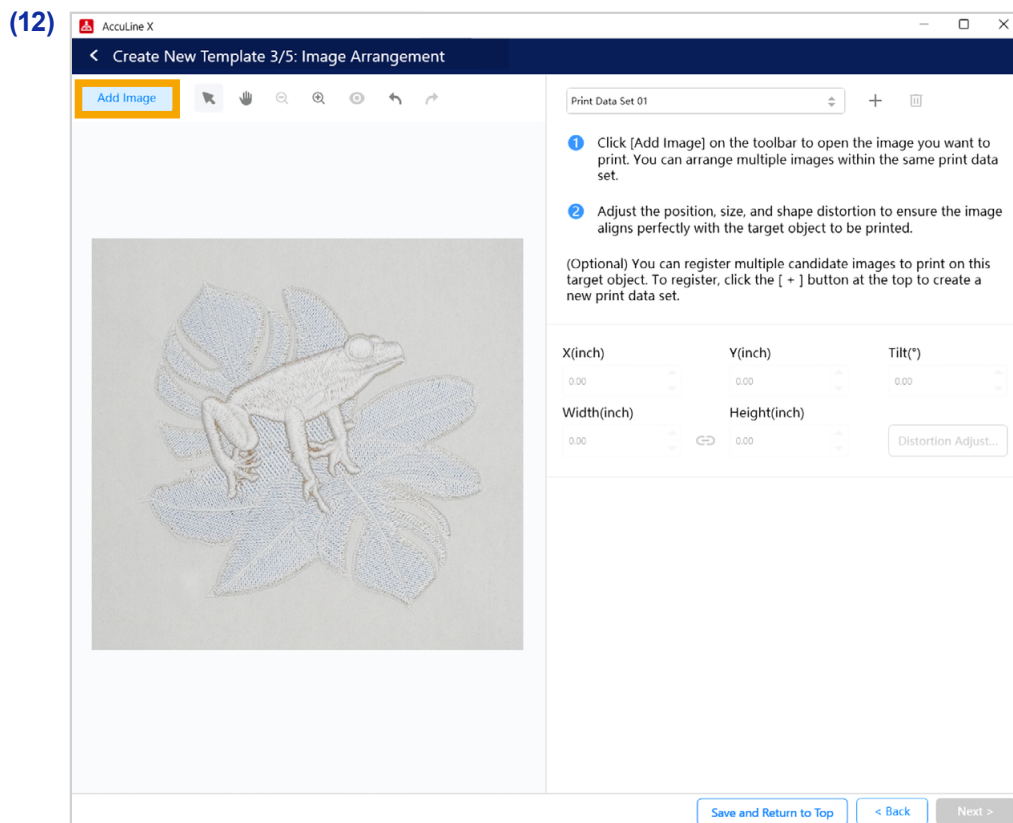 (12)
AccuLine X
Create New Template 3/5: Image Arrangement
Add Image
Print Data Set 01
1 Click [Add Image] on the toolbar to open the image you want to
print. You can arrange multiple images within the same print data
set.
2 Adjust the position, size, and shape distortion to ensure the image
aligns perfectly with the target object to be printed.
(Optional) You can register multiple candidate images to print on this
target object. To register, click the [ + ] button at the top to create a
new print data set.
X(inch) Y(inch) Tilt(°)
0.00 0.00 0.00
Width(inch) Height(inch)
0.00 0.00 Distortion Adjust...
Save and Return to Top < Back Next >